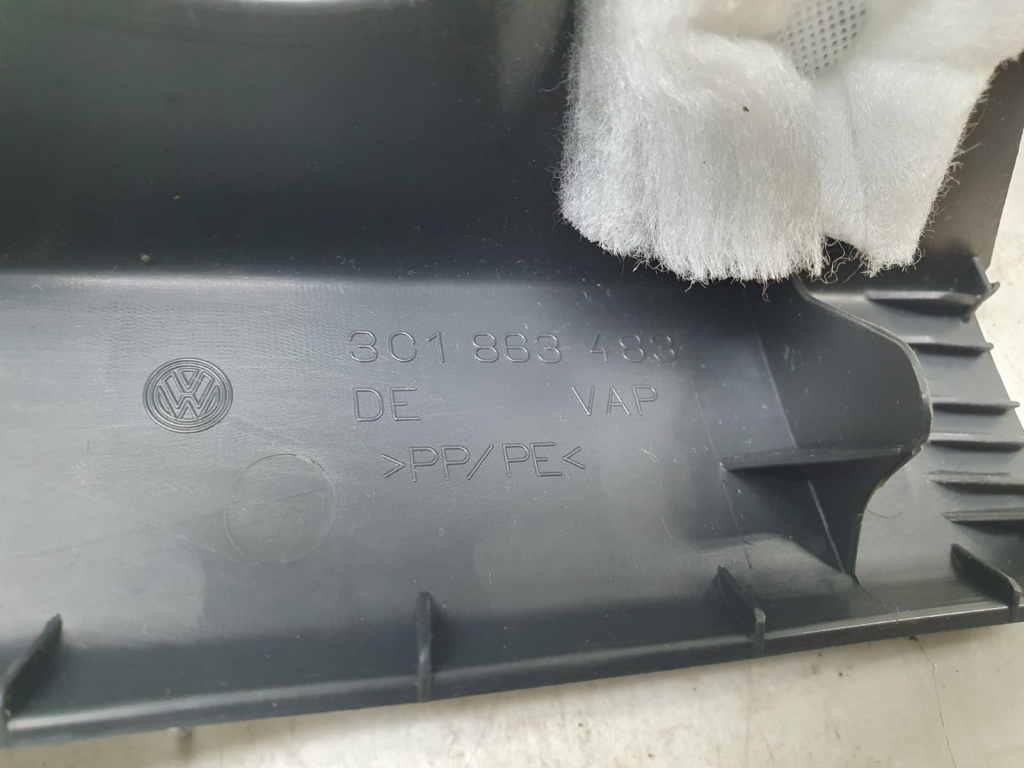 3C1 863 483
DE VAP
>PP/PE<